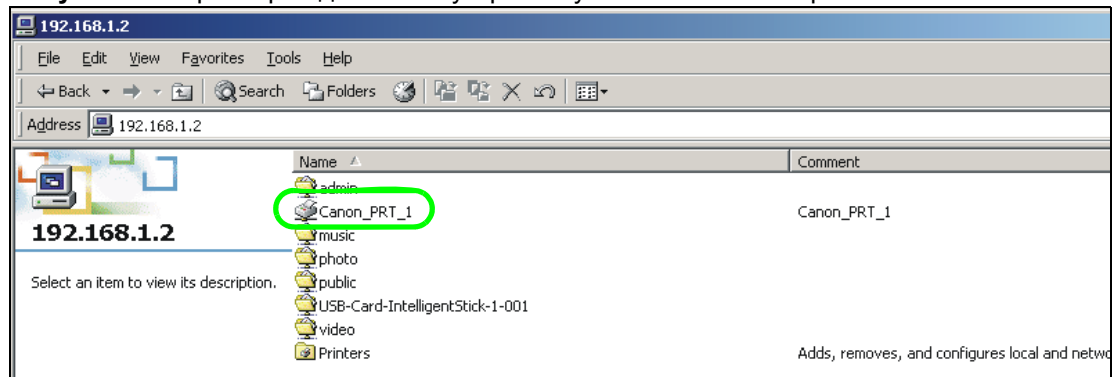 192.168.1.2
File Edit View Favorites Tools Help
Back Search Folders
Address 192.168.1.2
Name Comment
admin
Canon_PRT_1 Canon_PRT_1
192.168.1.2
music
photo
Select an item to view its description.
public
USB-Card-IntelligentStick-1-001
video
Printers Adds, removes, and configures local and netwo